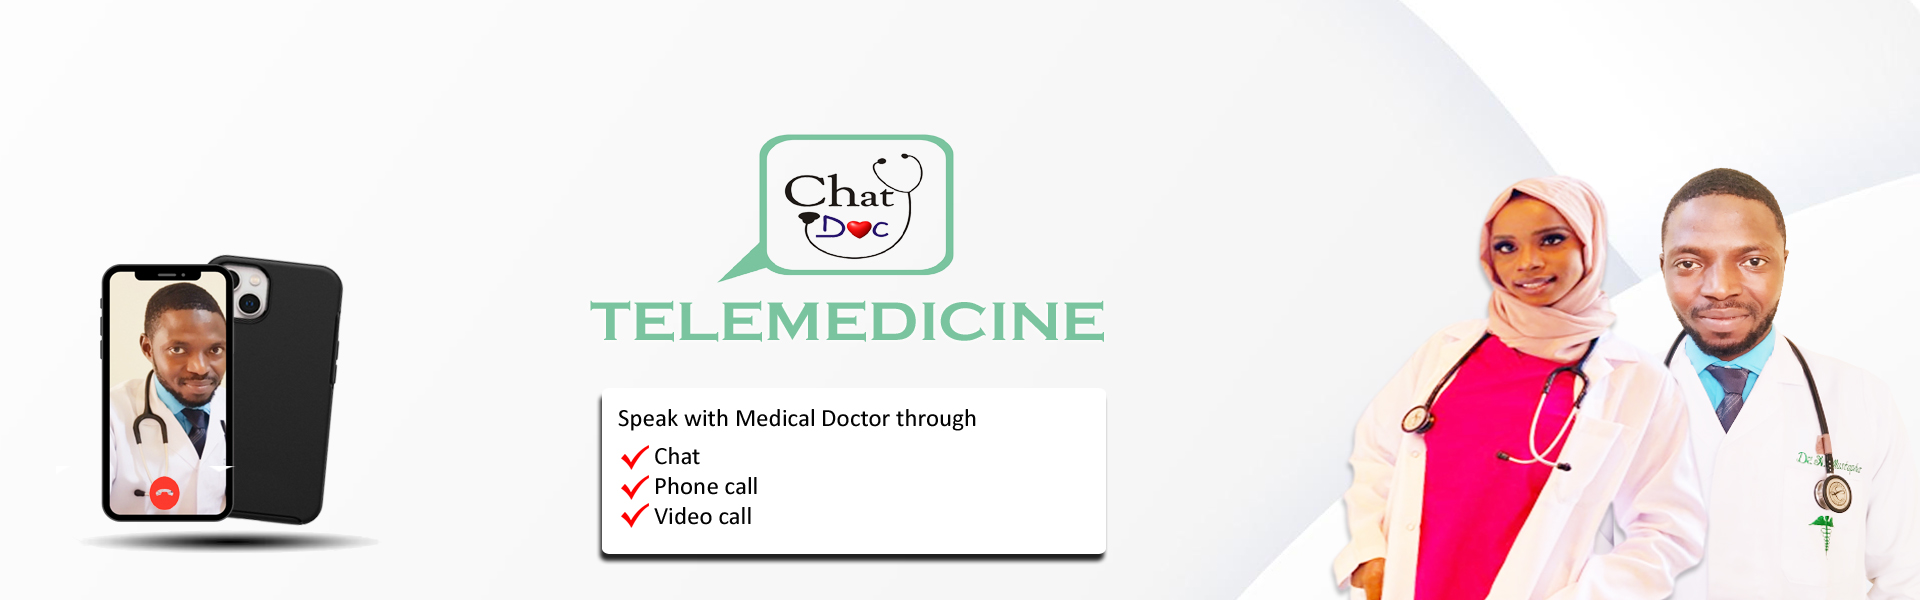 Chat
Doc
TELEMEDICINE
Speak with Medical Doctor through
Chat
Phone call
Video call